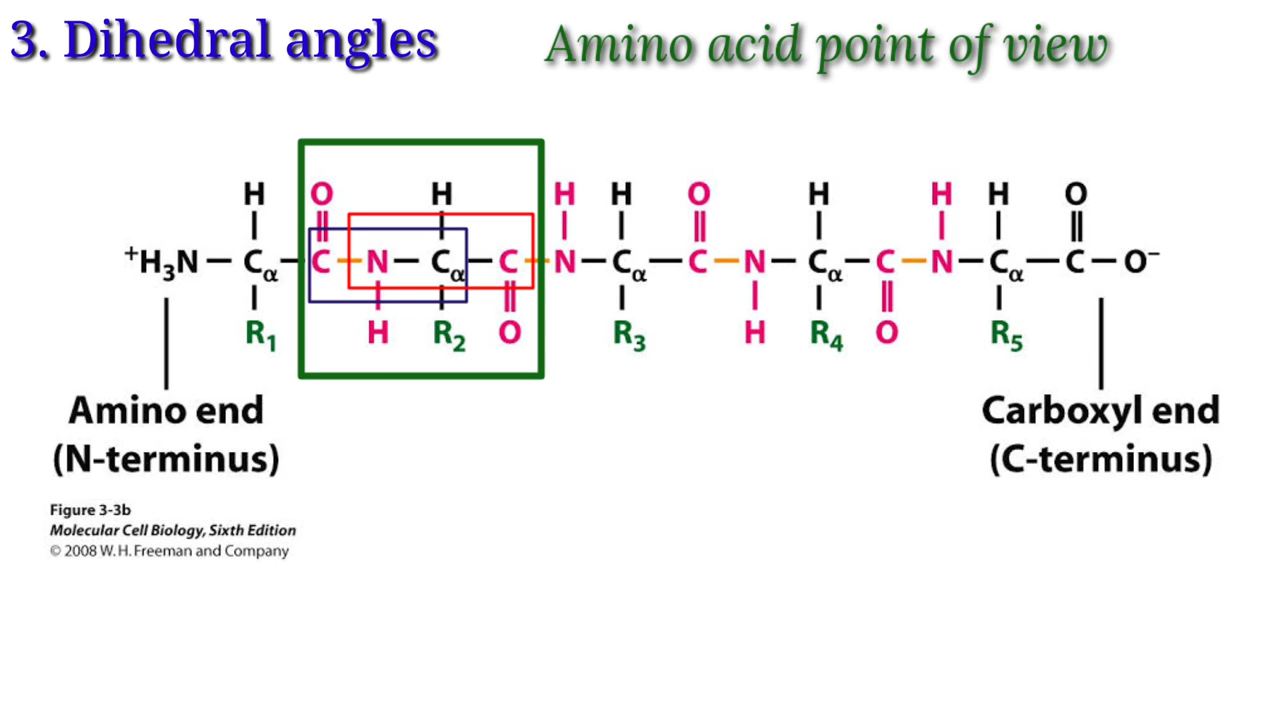 3. Dihedral angles
Amino acid point of view
H O H H H O H H H O
+H3N — Cα — C — N — Cα — C — N — Cα — C — N — Cα — C — N — Cα — C — O−
R1 H R2 O R3 H R4 O R5
Amino end
(N-terminus)
Carboxyl end
(C-terminus)
Figure 3-3b
Molecular Cell Biology, Sixth Edition
© 2008 W. H. Freeman and Company